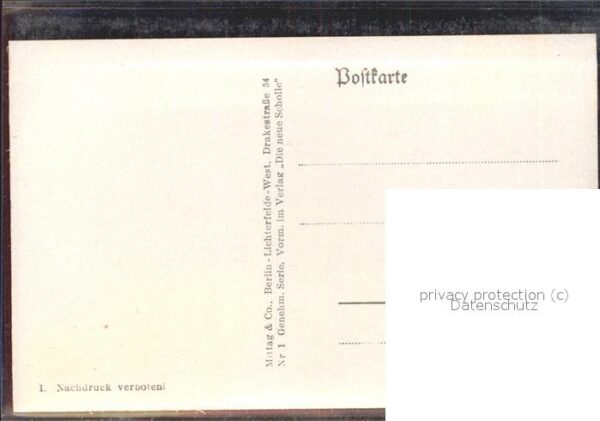 Postkarte
Mittag & Co., Berlin-Lichterfelde-West, Drakestraße 34
Nr 1 Genehm. Serie. Vorm. im Verlag „Die neue Scholle"
privacy protection (c)
Datenschutz
1. Nachdruck verboten!